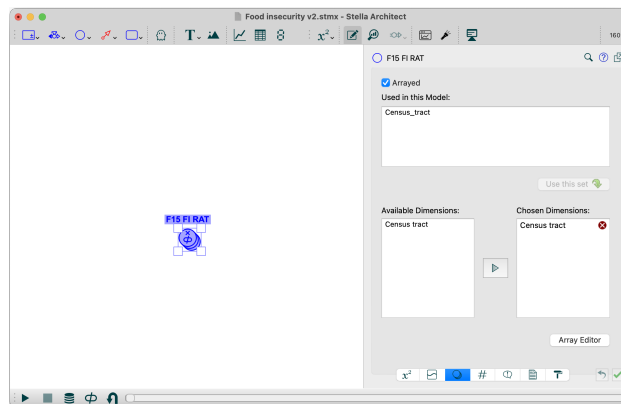 Food insecurity v2.stmx - Stella Architect
T
x²
160
F15 FI RAT
Arrayed
Used in this Model:
Census_tract
Use this set
Available Dimensions:
Chosen Dimensions:
Census tract
Census tract
Array Editor
x²
#
F15 FI RAT